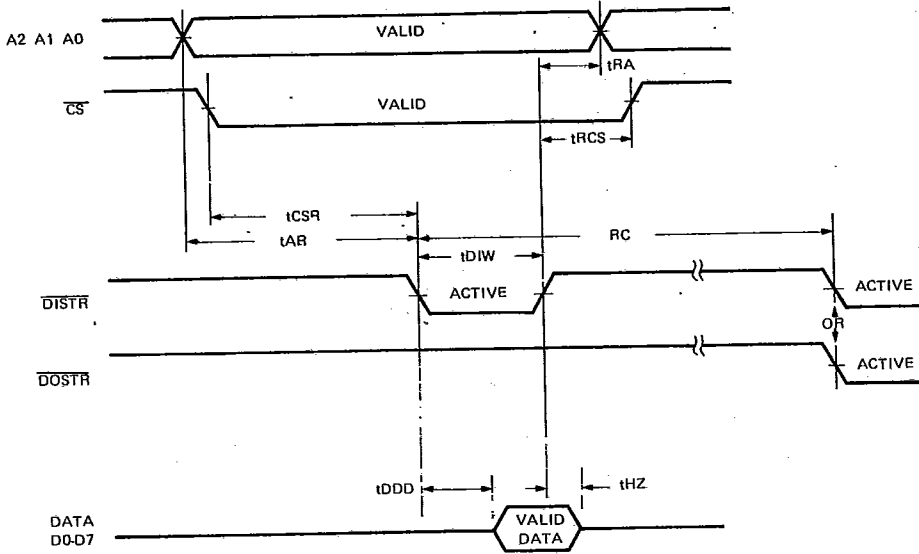 A2 A1 A0
VALID
tRA
CS
VALID
tRCS
tCSR
tAR
RC
tDIW
DISTR
ACTIVE
ACTIVE
OR
DOSTR
ACTIVE
tDDD
tHZ
DATA
D0-D7
VALID
DATA